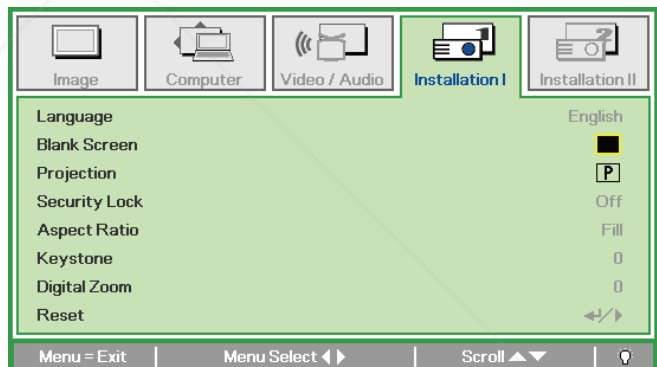 Image Computer Video / Audio Installation I Installation II
Language English
Blank Screen
Projection P
Security Lock Off
Aspect Ratio Fill
Keystone 0
Digital Zoom 0
Reset
Menu = Exit Menu Select Scroll